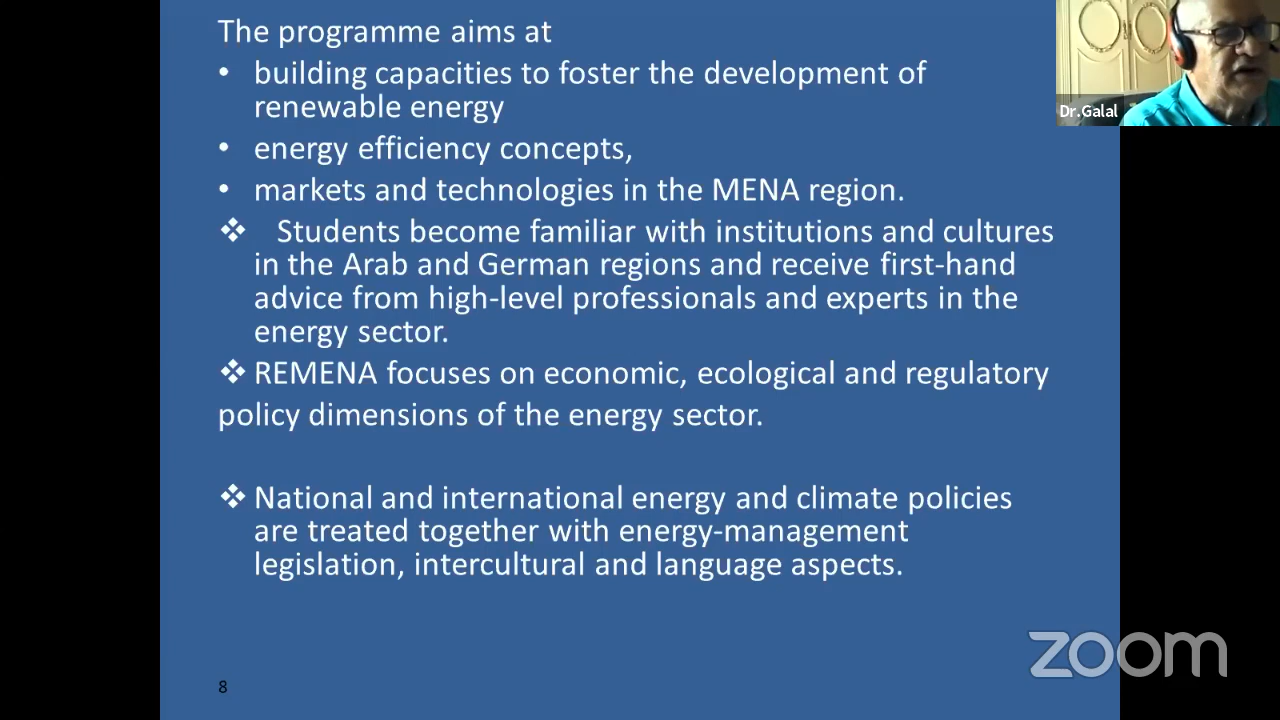 The programme aims at
• building capacities to foster the development of
renewable energy
• energy efficiency concepts,
• markets and technologies in the MENA region.
❖ Students become familiar with institutions and cultures
in the Arab and German regions and receive first-hand
advice from high-level professionals and experts in the
energy sector.
❖ REMENA focuses on economic, ecological and regulatory
policy dimensions of the energy sector.
❖ National and international energy and climate policies
are treated together with energy-management
legislation, intercultural and language aspects.
8
Dr.Galal
zoom